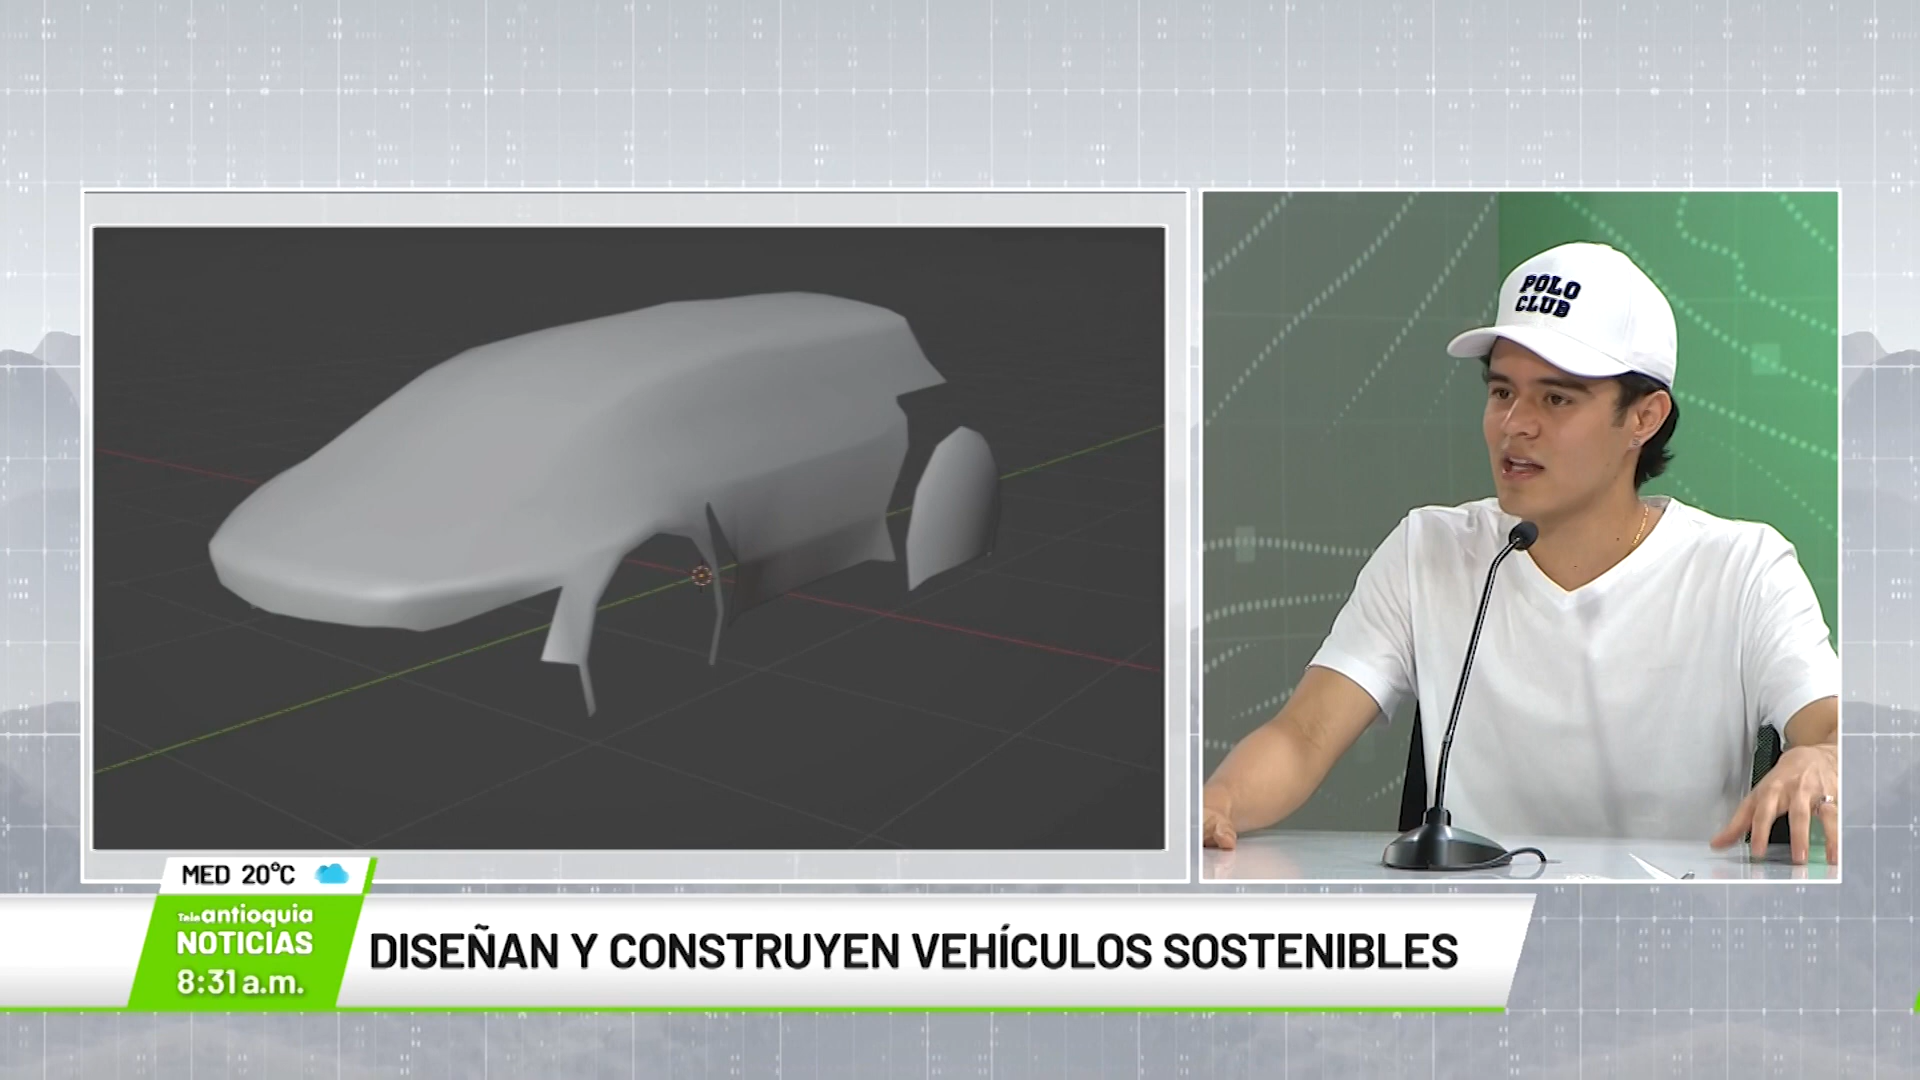 POLO
CLUB
MED 20°C
Teleantioquia
NOTICIAS
8:31 a.m.
DISEÑAN Y CONSTRUYEN VEHÍCULOS SOSTENIBLES